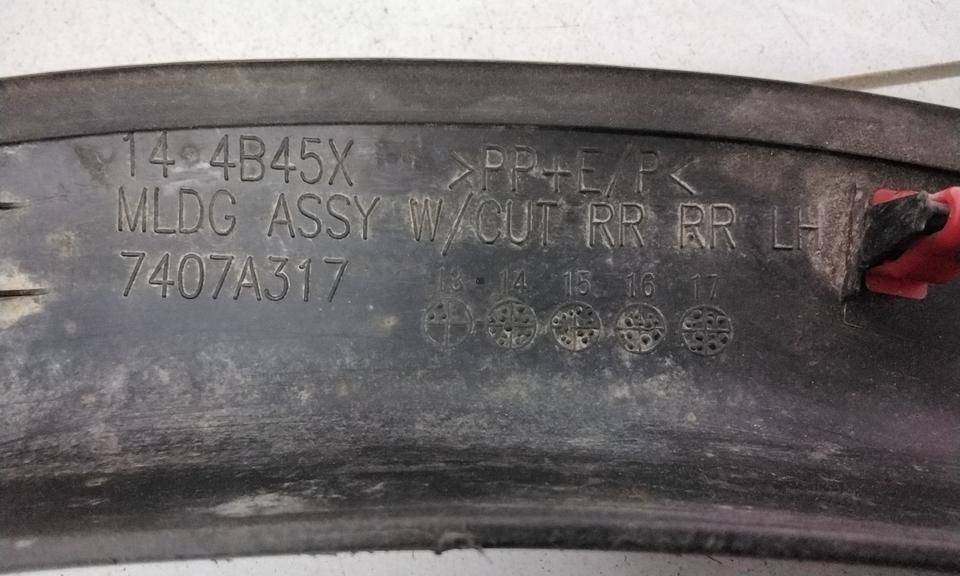 14 4B45X >PP+E/P<
MLDG ASSY W/CUT RR RR LH
7407A317
13 14 15 16 17